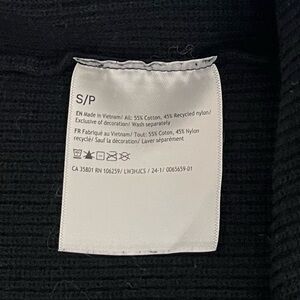 S/P
EN Made in Vietnam/ All: 55% Cotton, 45% Recycled nylon/
Exclusive of decoration/ Wash separately
FR Fabriqué au Vietnam/ Tout: 55% Cotton, 45% Nylon
recyclé/ Sauf la décoration/ Laver séparément
CA 35801 RN 106259/ LW3HJCS / 24-1/ 0065659-01